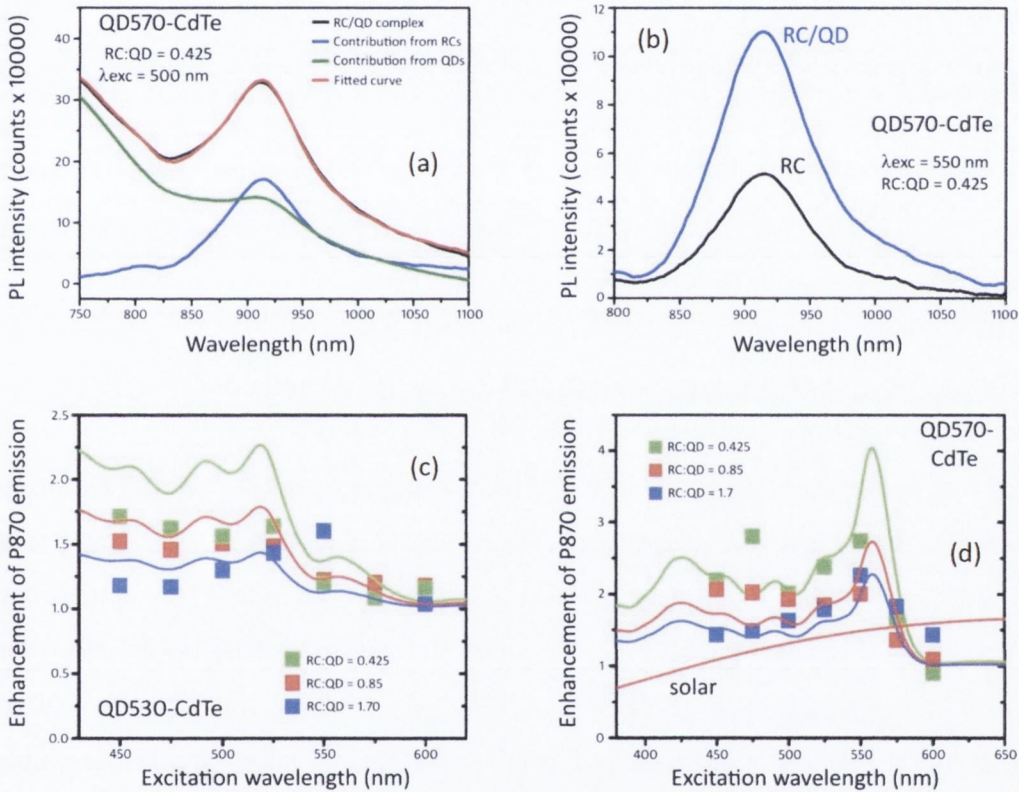 QD570-CdTe
RC:QD = 0.425
λexc = 500 nm
RC/QD complex
Contribution from RCs
Contribution from QDs
Fitted curve
(a)
PL intensity (counts x 10000)
40
30
20
10
0
750 800 850 900 950 1000 1050 1100
Wavelength (nm)
(b)
RC/QD
RC
QD570-CdTe
λexc = 550 nm
RC:QD = 0.425
PL intensity (counts x 10000)
12
10
8
6
4
2
0
800 850 900 950 1000 1050 1100
Wavelength (nm)
(c)
RC:QD = 0.425
RC:QD = 0.85
RC:QD = 1.70
QD530-CdTe
Enhancement of P870 emission
2.5
2.0
1.5
1.0
0.5
0.0
450 500 550 600
Excitation wavelength (nm)
RC:QD = 0.425
RC:QD = 0.85
RC:QD = 1.7
QD570-
CdTe
(d)
solar
Enhancement of P870 emission
4
3
2
1
0
400 450 500 550 600 650
Excitation wavelength (nm)